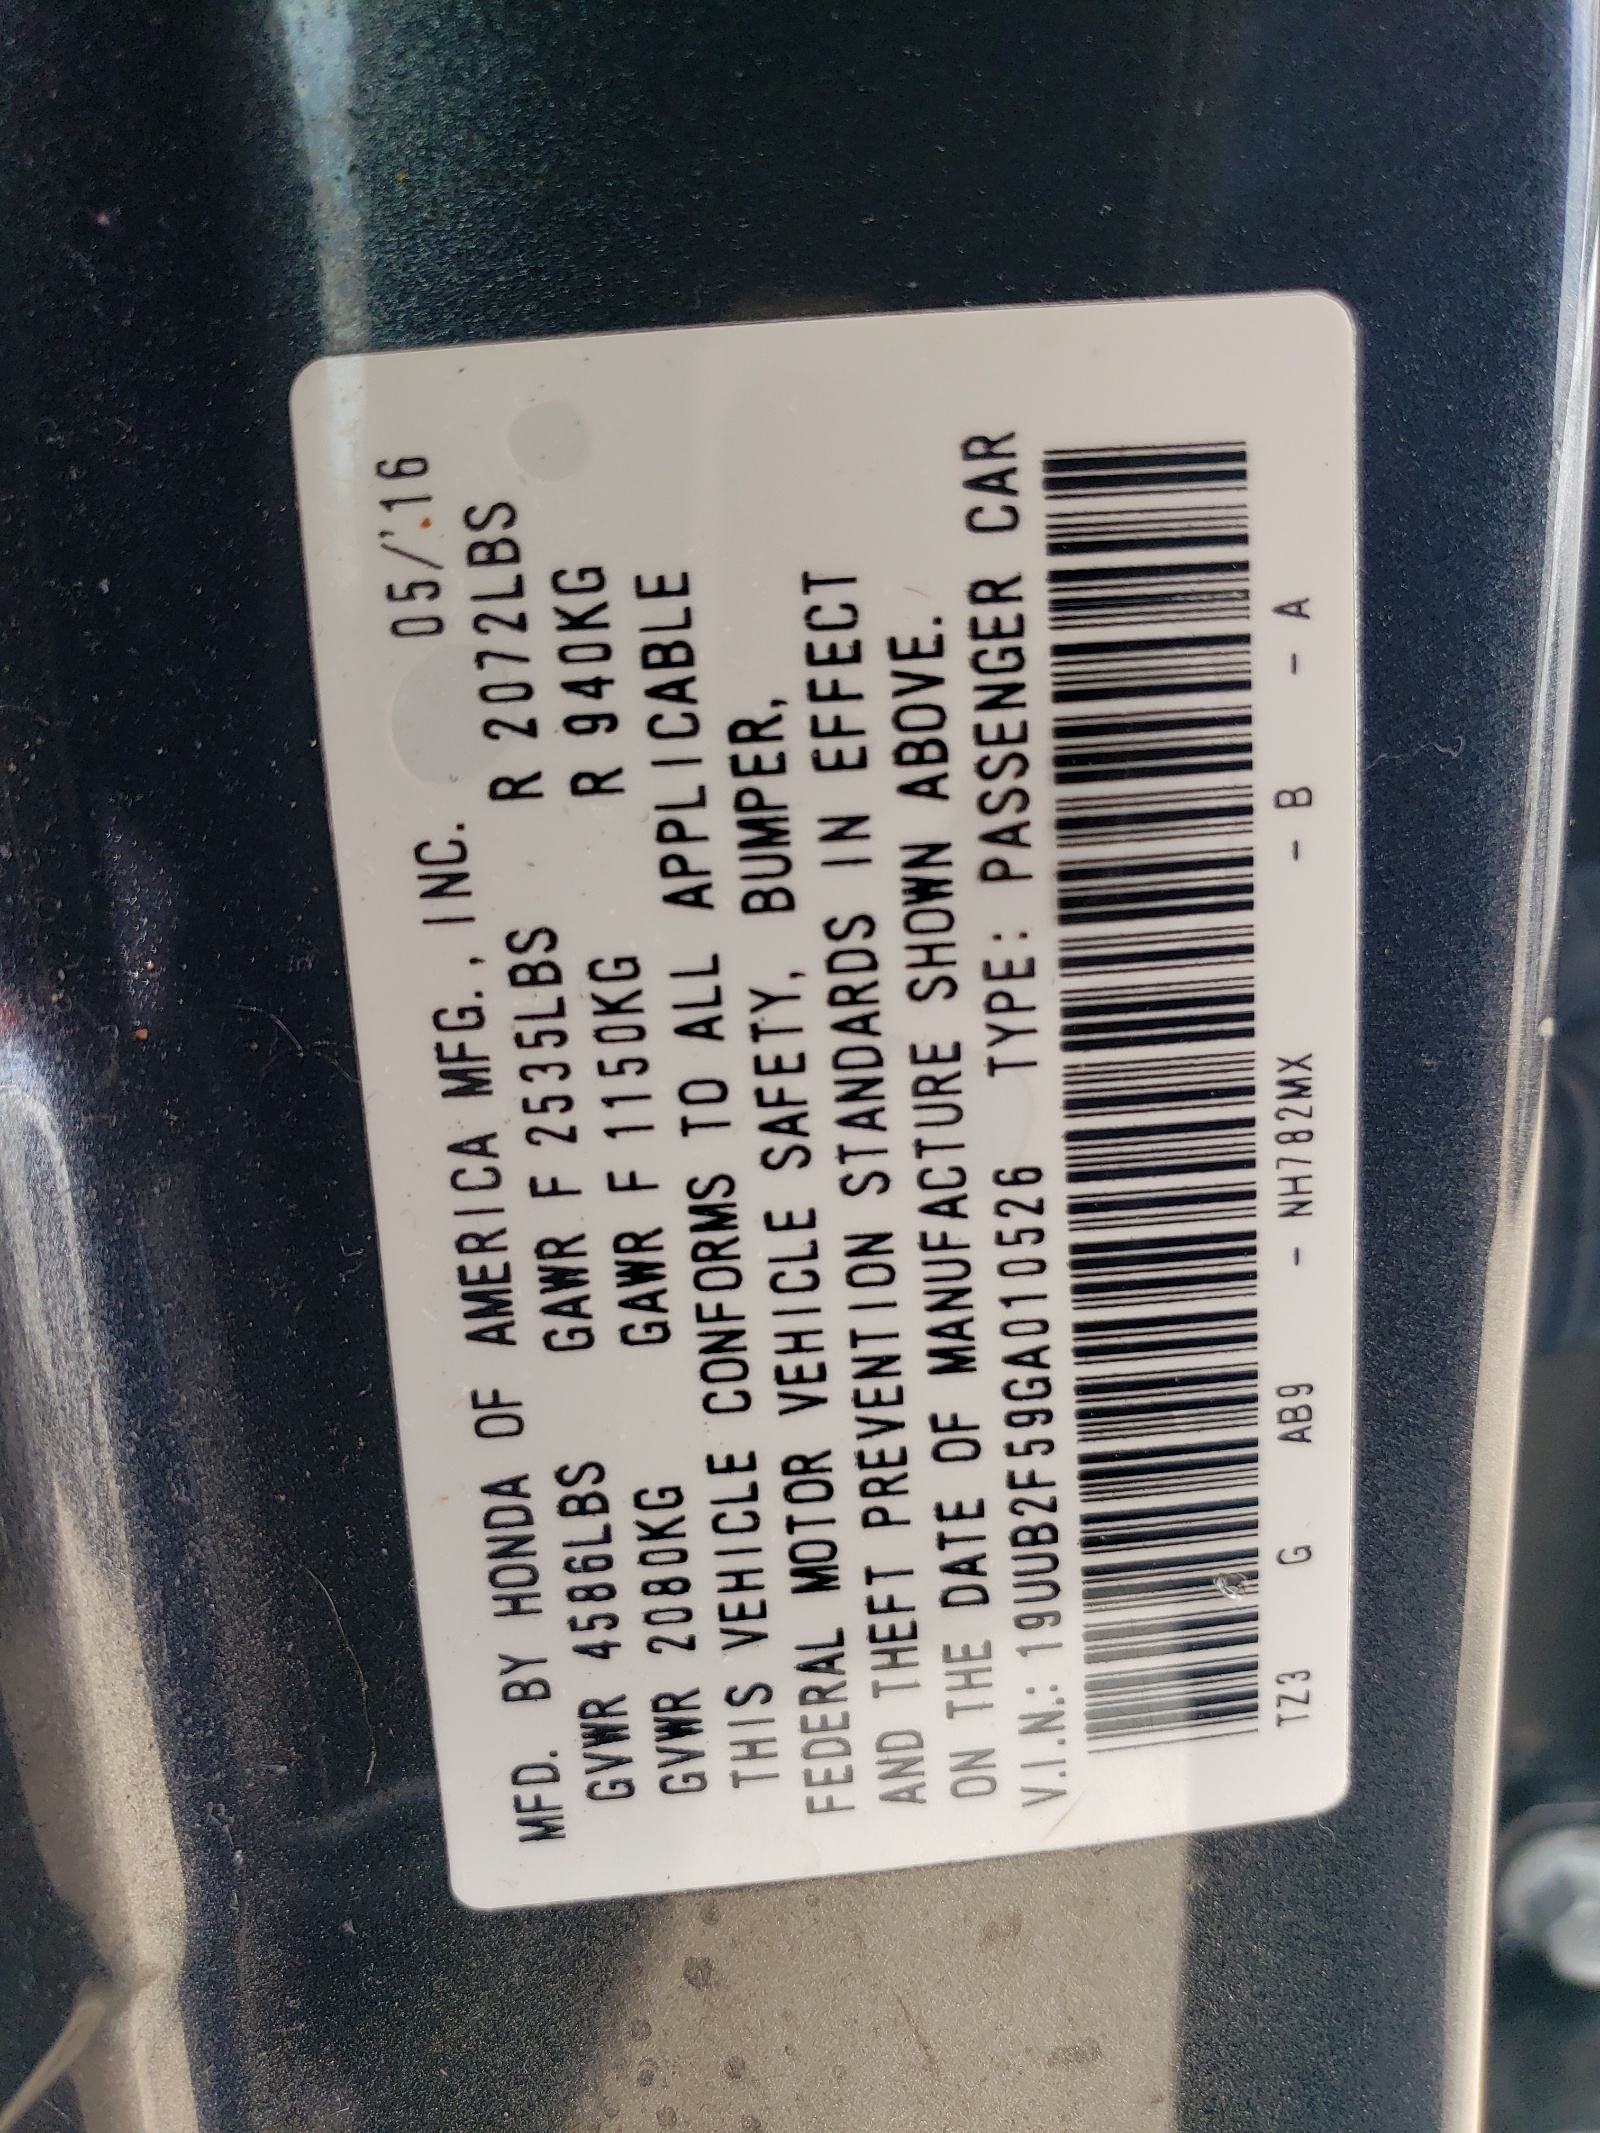 MFD. BY HONDA OF AMERICA MFG., INC. 05/'16
GVWR 4586LBS GAWR F 2535LBS R 2072LBS
GVWR 2080KG GAWR F 1150KG R 940KG
THIS VEHICLE CONFORMS TO ALL APPLICABLE
FEDERAL MOTOR VEHICLE SAFETY, BUMPER,
AND THEFT PREVENTION STANDARDS IN EFFECT
ON THE DATE OF MANUFACTURE SHOWN ABOVE.
V.I.N.: 19UUB2F59GA010526 TYPE: PASSENGER CAR
TZ3 G AB9 - NH782MX - B - A